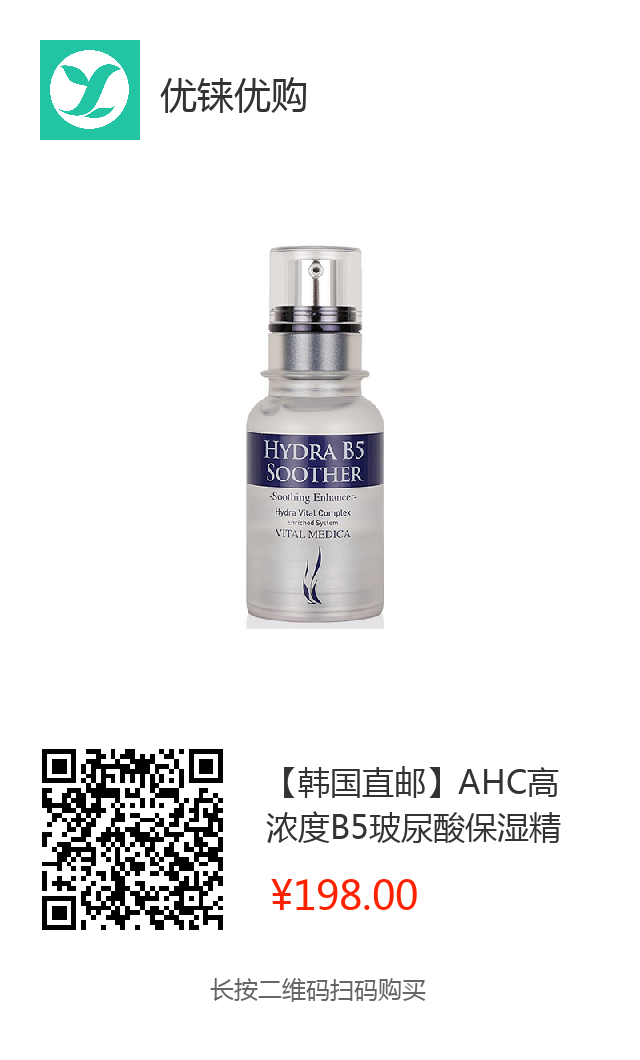 优铼优购
HYDRA B5
SOOTHER
-Soothing Enhancer-
Hydra Vital Complex
Enriched System
VITAL MEDICA
【韩国直邮】AHC高
浓度B5玻尿酸保湿精
¥198.00
长按二维码扫码购买